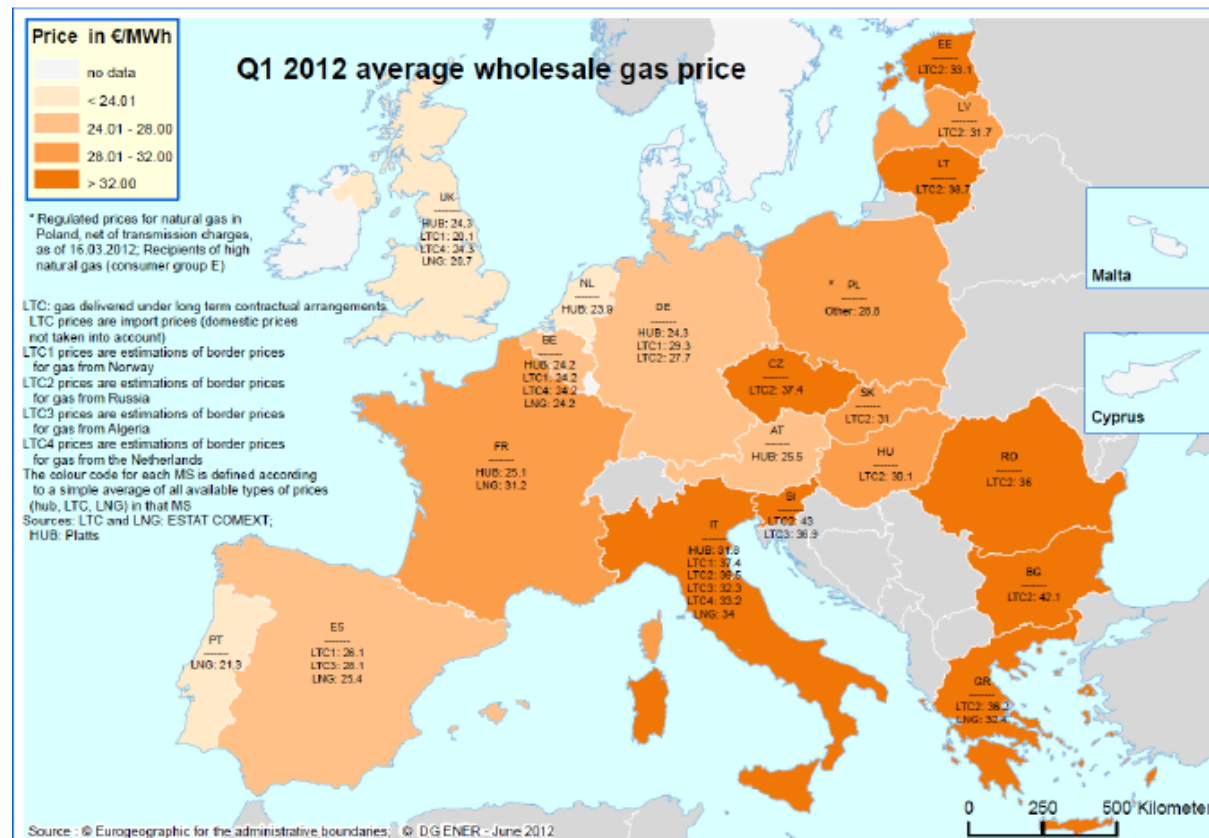 Price in €/MWh
no data
< 24.01
24.01 - 28.00
28.01 - 32.00
> 32.00
Q1 2012 average wholesale gas price
* Regulated prices for natural gas in
Poland, net of transmission charges,
as of 16.03.2012; Recipients of high
natural gas (consumer group E)
LTC: gas delivered under long term contractual arrangements.
LTC prices are import prices (domestic prices
not taken into account)
LTC1 prices are estimations of border prices
for gas from Norway
LTC2 prices are estimations of border prices
for gas from Russia
LTC3 prices are estimations of border prices
for gas from Algeria
LTC4 prices are estimations of border prices
for gas from the Netherlands
The colour code for each MS is defined according
to a simple average of all available types of prices
(hub, LTC, LNG) in that MS
Sources: LTC and LNG: ESTAT COMEXT;
HUB: Platts
EE
--------
LTC2: 33.1
LV
--------
LTC2: 31.7
LT
--------
LTC2: 38.7
UK
--------
HUB: 24.3
LTC1:
LTC4: 24.3
LNG:
NL
--------
HUB: 23.9
BE
--------
HUB: 24.2
LTC1: 24.2
LTC4: 24.2
LNG: 24.2
DE
--------
HUB: 24.3
LTC1: 29.3
LTC2: 27.7
* PL
--------
Other: 28.8
CZ
--------
LTC2: 37.4
SK
--------
LTC2: 31
AT
--------
HUB: 25.5
HU
--------
LTC2: 30.1
RO
--------
LTC2: 36
FR
--------
HUB: 25.1
LNG: 31.2
SI
--------
LTC2: 43
LTC3: 36.9
IT
--------
HUB: 31.8
LTC1: 37.4
LTC2:
LTC3: 32.3
LTC4: 33.2
LNG: 34
BG
--------
LTC2: 42.1
PT
--------
LNG: 21.3
ES
--------
LTC1: 26.1
LTC3: 28.1
LNG: 25.4
GR
--------
LTC2: 36.2
LNG: 32.4
Malta
Cyprus
0 250 500 Kilometer
Source : © Eurogeographic for the administrative boundaries; © DG ENER - June 2012